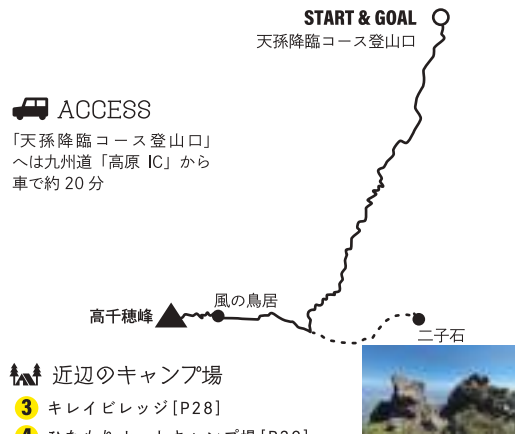 START & GOAL
天孫降臨コース登山口
ACCESS
「天孫降臨コース登山口」
へは九州道「高原 IC」から
車で約 20 分
風の鳥居
高千穂峰
二子石
近辺のキャンプ場
3 キレイビレッジ [P28]